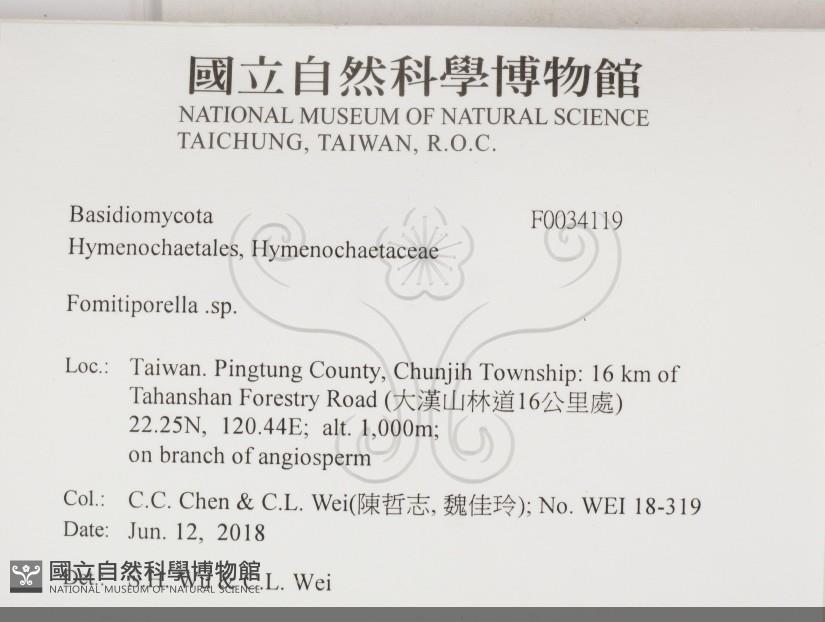 國立自然科學博物館
NATIONAL MUSEUM OF NATURAL SCIENCE
TAICHUNG, TAIWAN, R.O.C.
Basidiomycota F0034119
Hymenochaetales, Hymenochaetaceae
Fomitiporella .sp.
Loc.: Taiwan. Pingtung County, Chunjih Township: 16 km of
Tahanshan Forestry Road (大漢山林道16公里處)
22.25N, 120.44E; alt. 1,000m;
on branch of angiosperm
Col.: C.C. Chen & C.L. Wei(陳哲志, 魏佳玲); No. WEI 18-319
Date: Jun. 12, 2018
Det.: S.H. Wu & C.L. Wei
國立自然科學博物館
NATIONAL MUSEUM OF NATURAL SCIENCE